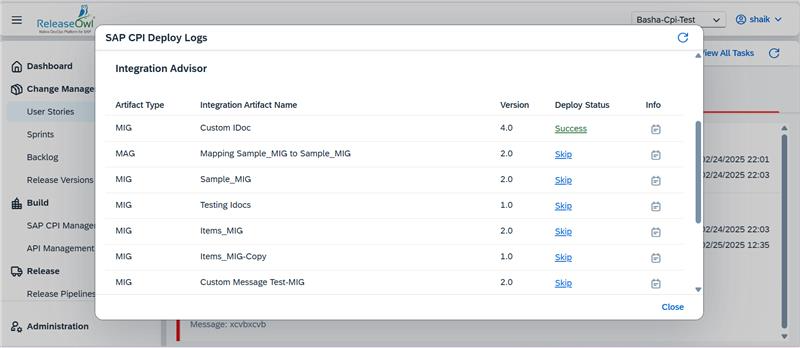 ReleaseOwl
Native DevOps Platform for SAP
Basha-Cpi-Test
shaik
SAP CPI Deploy Logs
View All Tasks
Integration Advisor
Dashboard
Change Manage
User Stories
Sprints
Backlog
Release Versions
Build
SAP CPI Manager
API Management
Release
Release Pipelines
Administration
Artifact Type Integration Artifact Name Version Deploy Status Info
MIG Custom IDoc 4.0 Success
MAG Mapping Sample_MIG to Sample_MIG 2.0 Skip
MIG Sample_MIG 2.0 Skip
MIG Testing Idocs 1.0 Skip
MIG Items_MIG 2.0 Skip
MIG Items_MIG-Copy 1.0 Skip
MIG Custom Message Test-MIG 2.0 Skip
02/24/2025 22:01
02/24/2025 22:03
02/24/2025 22:03
02/25/2025 12:35
Close
Message: xcvbxcvb